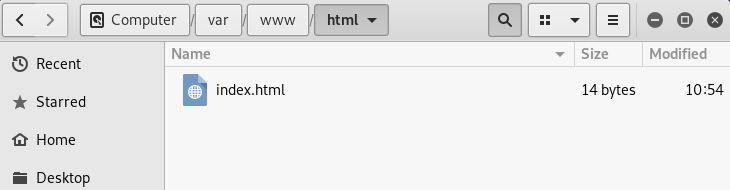 Computer / var / www / html
Name Size Modified
Recent
index.html 14 bytes 10:54
Starred
Home
Desktop